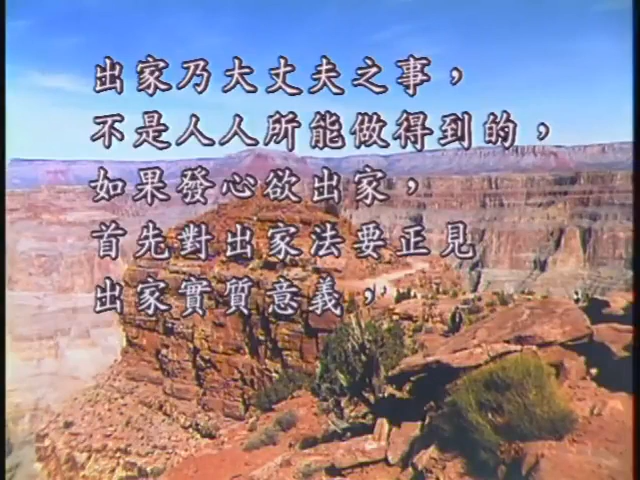 出家乃大丈夫之事，
不是人人所能做得到的，
如果發心欲出家，
首先對出家法要正見
出家實質意義，